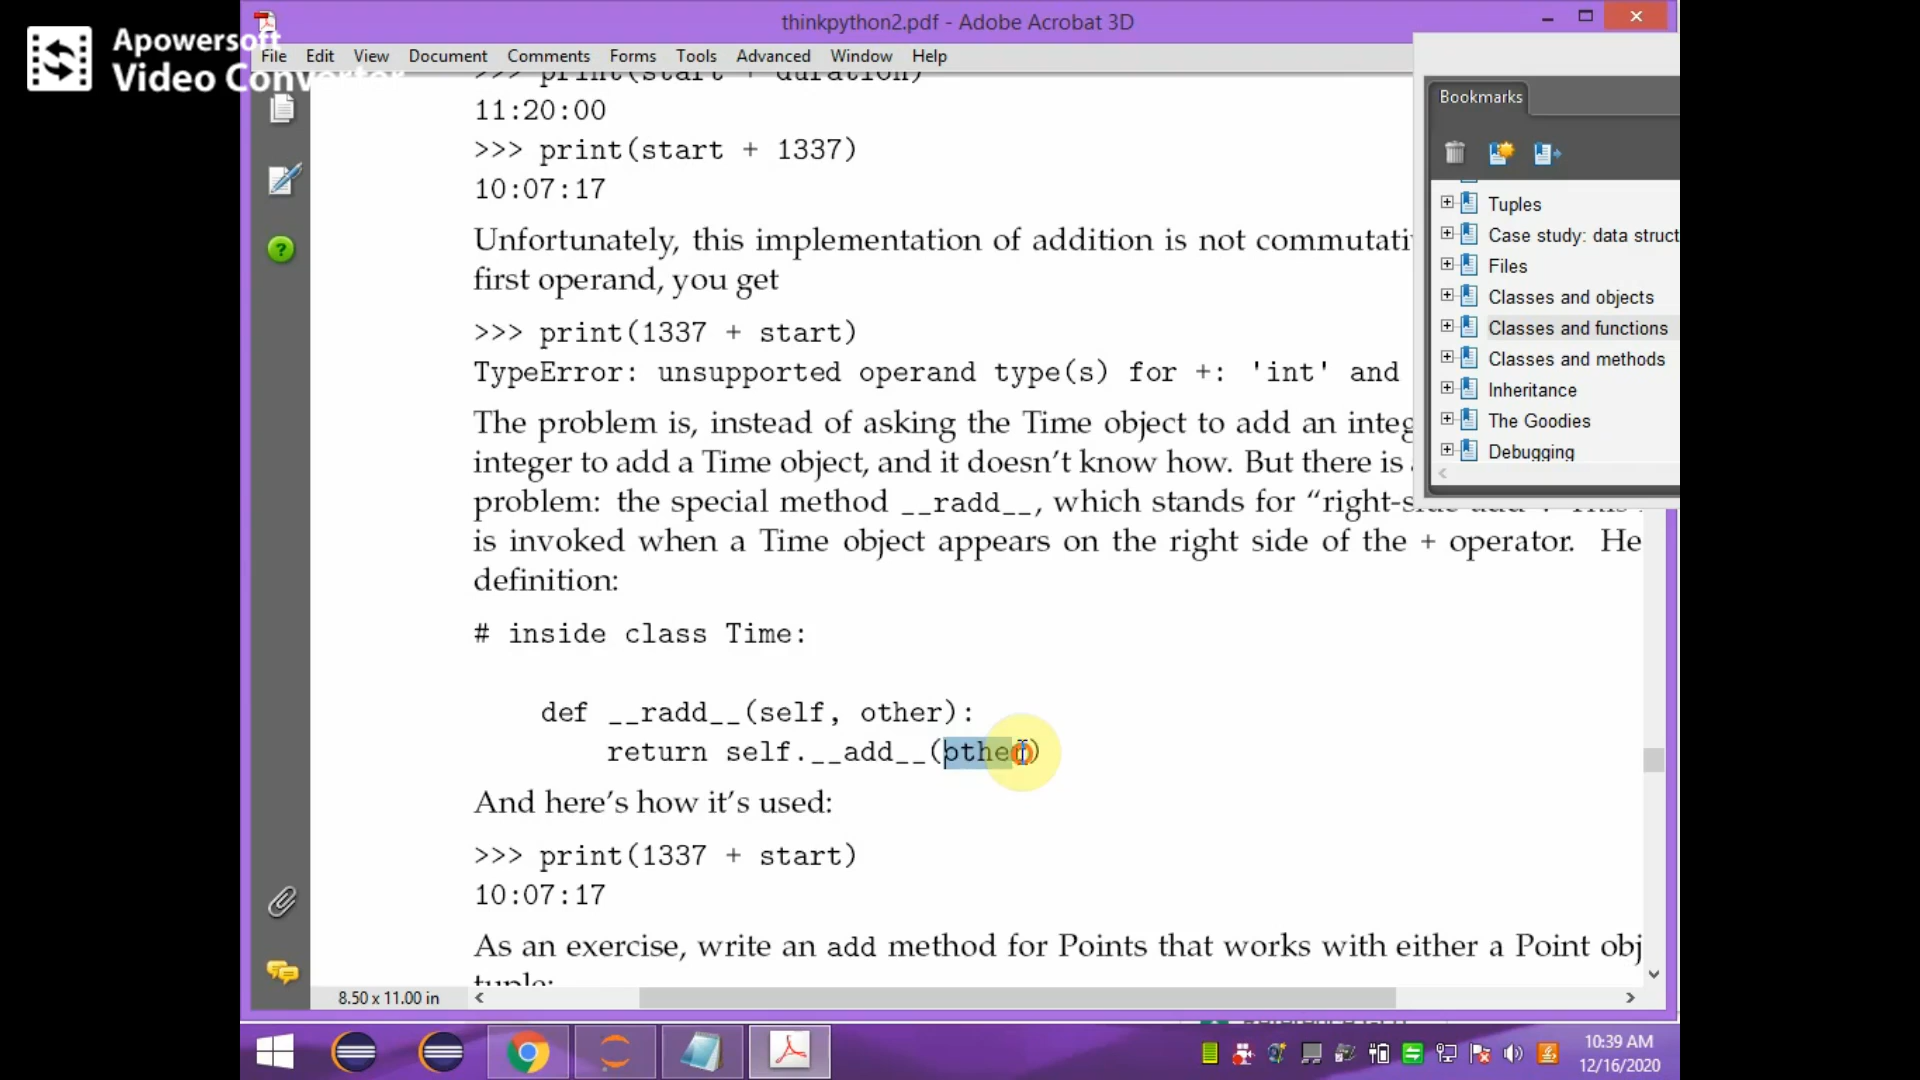 Apowersoft
Video Converter
thinkpython2.pdf - Adobe Acrobat 3D
File Edit View Document Comments Forms Tools Advanced Window Help
>>> print(start + duration)
11:20:00
>>> print(start + 1337)
10:07:17
Unfortunately, this implementation of addition is not commutati
first operand, you get
>>> print(1337 + start)
TypeError: unsupported operand type(s) for +: 'int' and
The problem is, instead of asking the Time object to add an integ
integer to add a Time object, and it doesn't know how. But there is
problem: the special method __radd__, which stands for “right-side add”. This
is invoked when a Time object appears on the right side of the + operator. He
definition:
# inside class Time:
def __radd__(self, other):
return self.__add__(other)
And here's how it's used:
>>> print(1337 + start)
10:07:17
As an exercise, write an add method for Points that works with either a Point obj
tuple:
Bookmarks
Tuples
Case study: data struct
Files
Classes and objects
Classes and functions
Classes and methods
Inheritance
The Goodies
Debugging
8.50 x 11.00 in
10:39 AM
12/16/2020